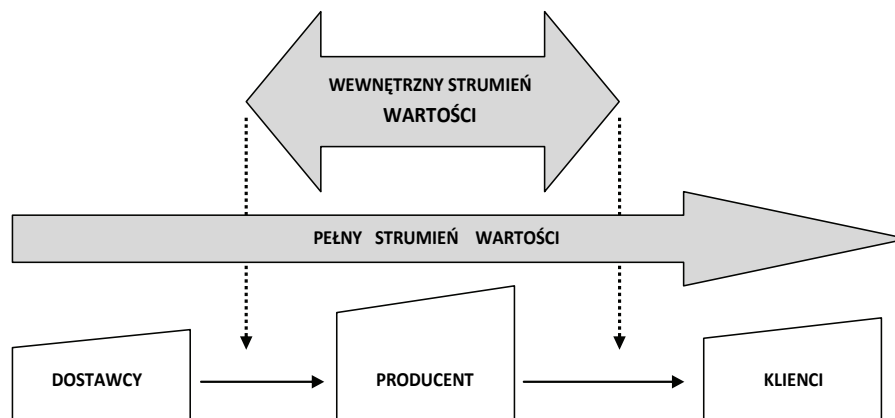 WEWNĘTRZNY STRUMIEŃ
WARTOŚCI
PEŁNY STRUMIEŃ WARTOŚCI
DOSTAWCY
PRODUCENT
KLIENCI